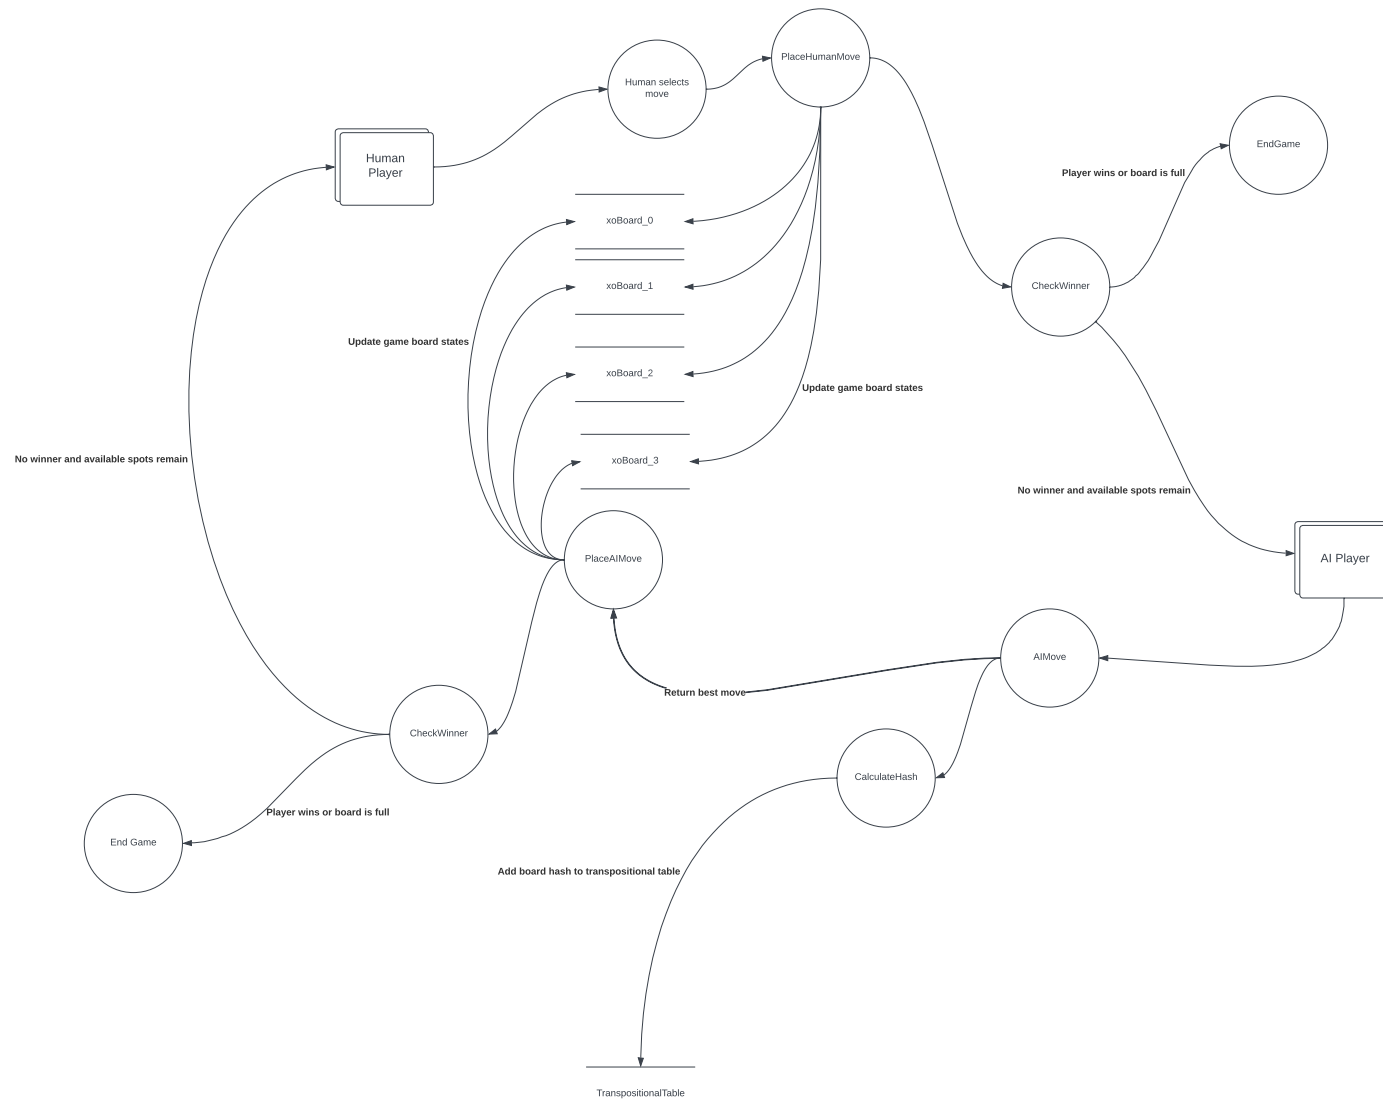 PlaceHumanMove
Human selects
move
EndGame
Human
Player
Player wins or board is full
xoBoard_0
CheckWinner
xoBoard_1
Update game board states
xoBoard_2
Update game board states
No winner and available spots remain
xoBoard_3
No winner and available spots remain
PlaceAIMove
AI Player
AIMove
Return best move
CheckWinner
CalculateHash
Player wins or board is full
End Game
Add board hash to transpositional table
TranspositionalTable